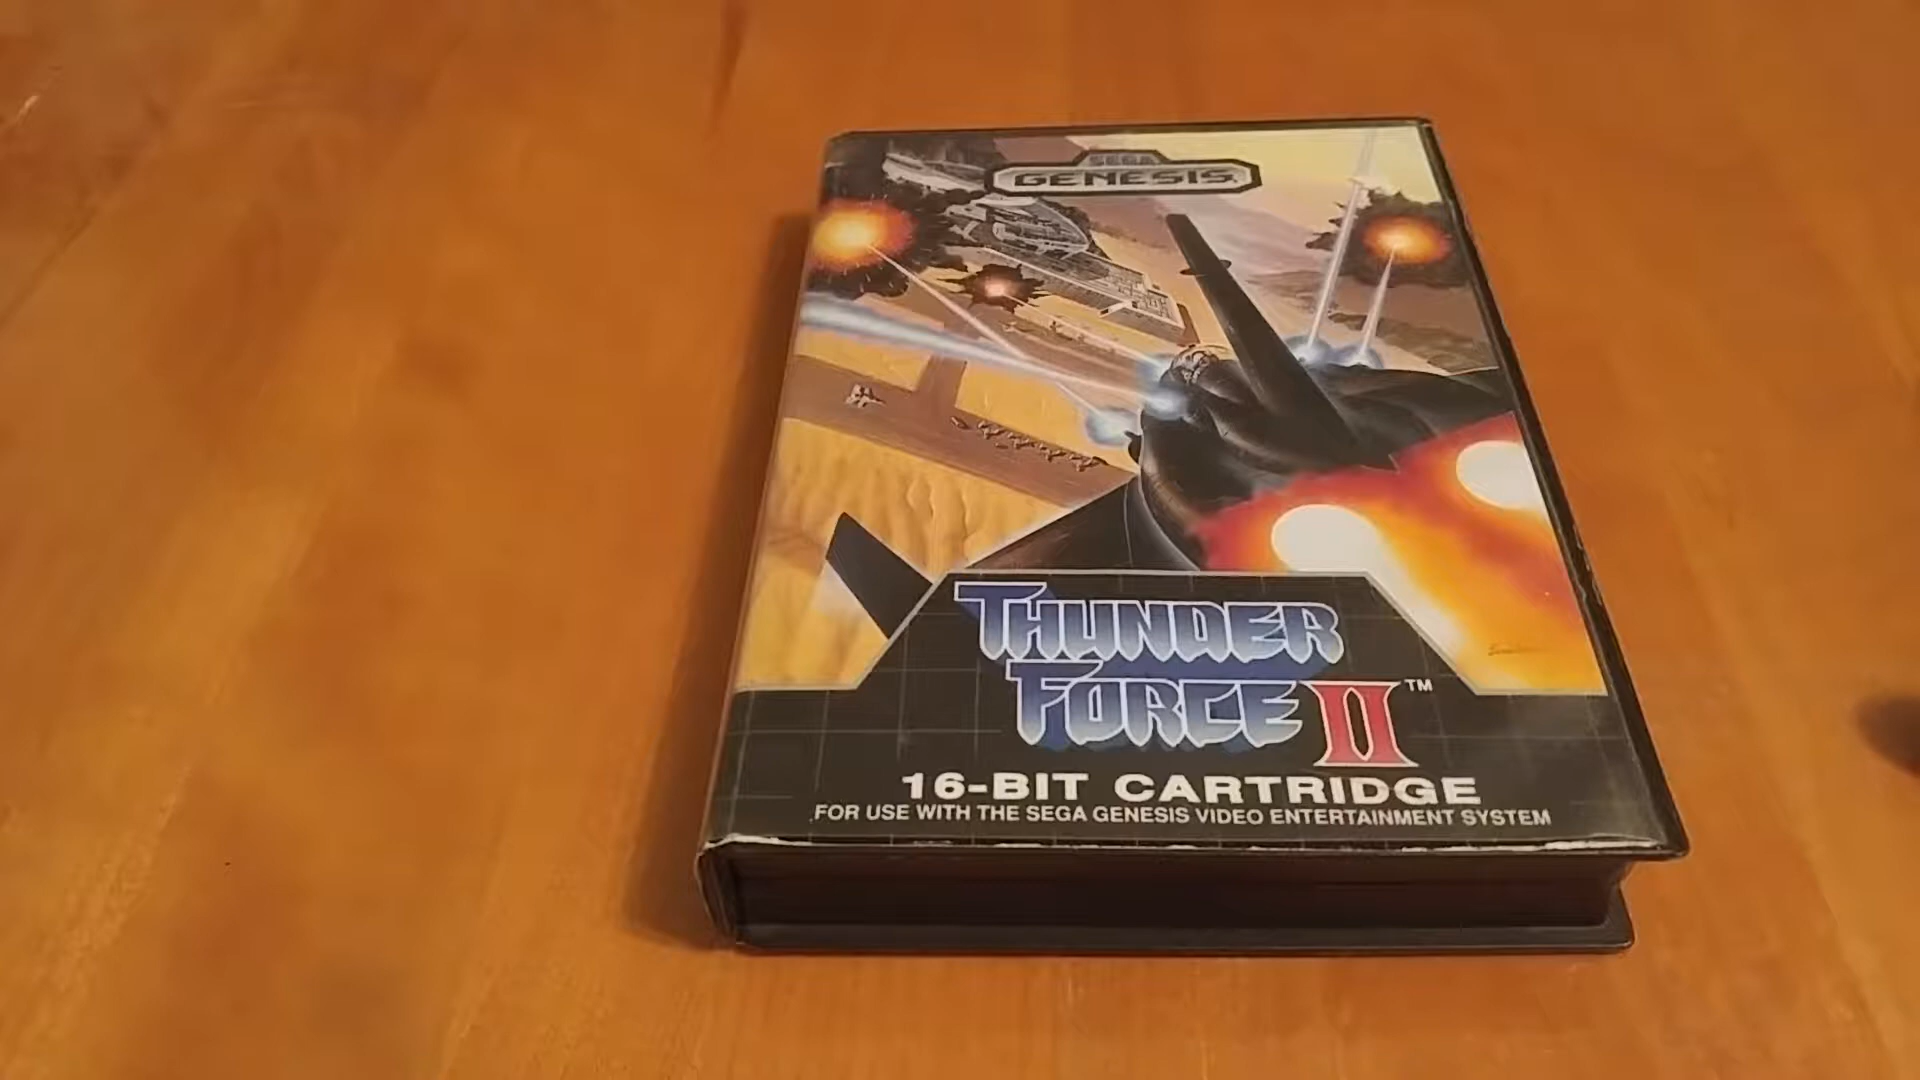 SEGA
GENESIS
THUNDER
FORCE II™
16-BIT CARTRIDGE
FOR USE WITH THE SEGA GENESIS VIDEO ENTERTAINMENT SYSTEM